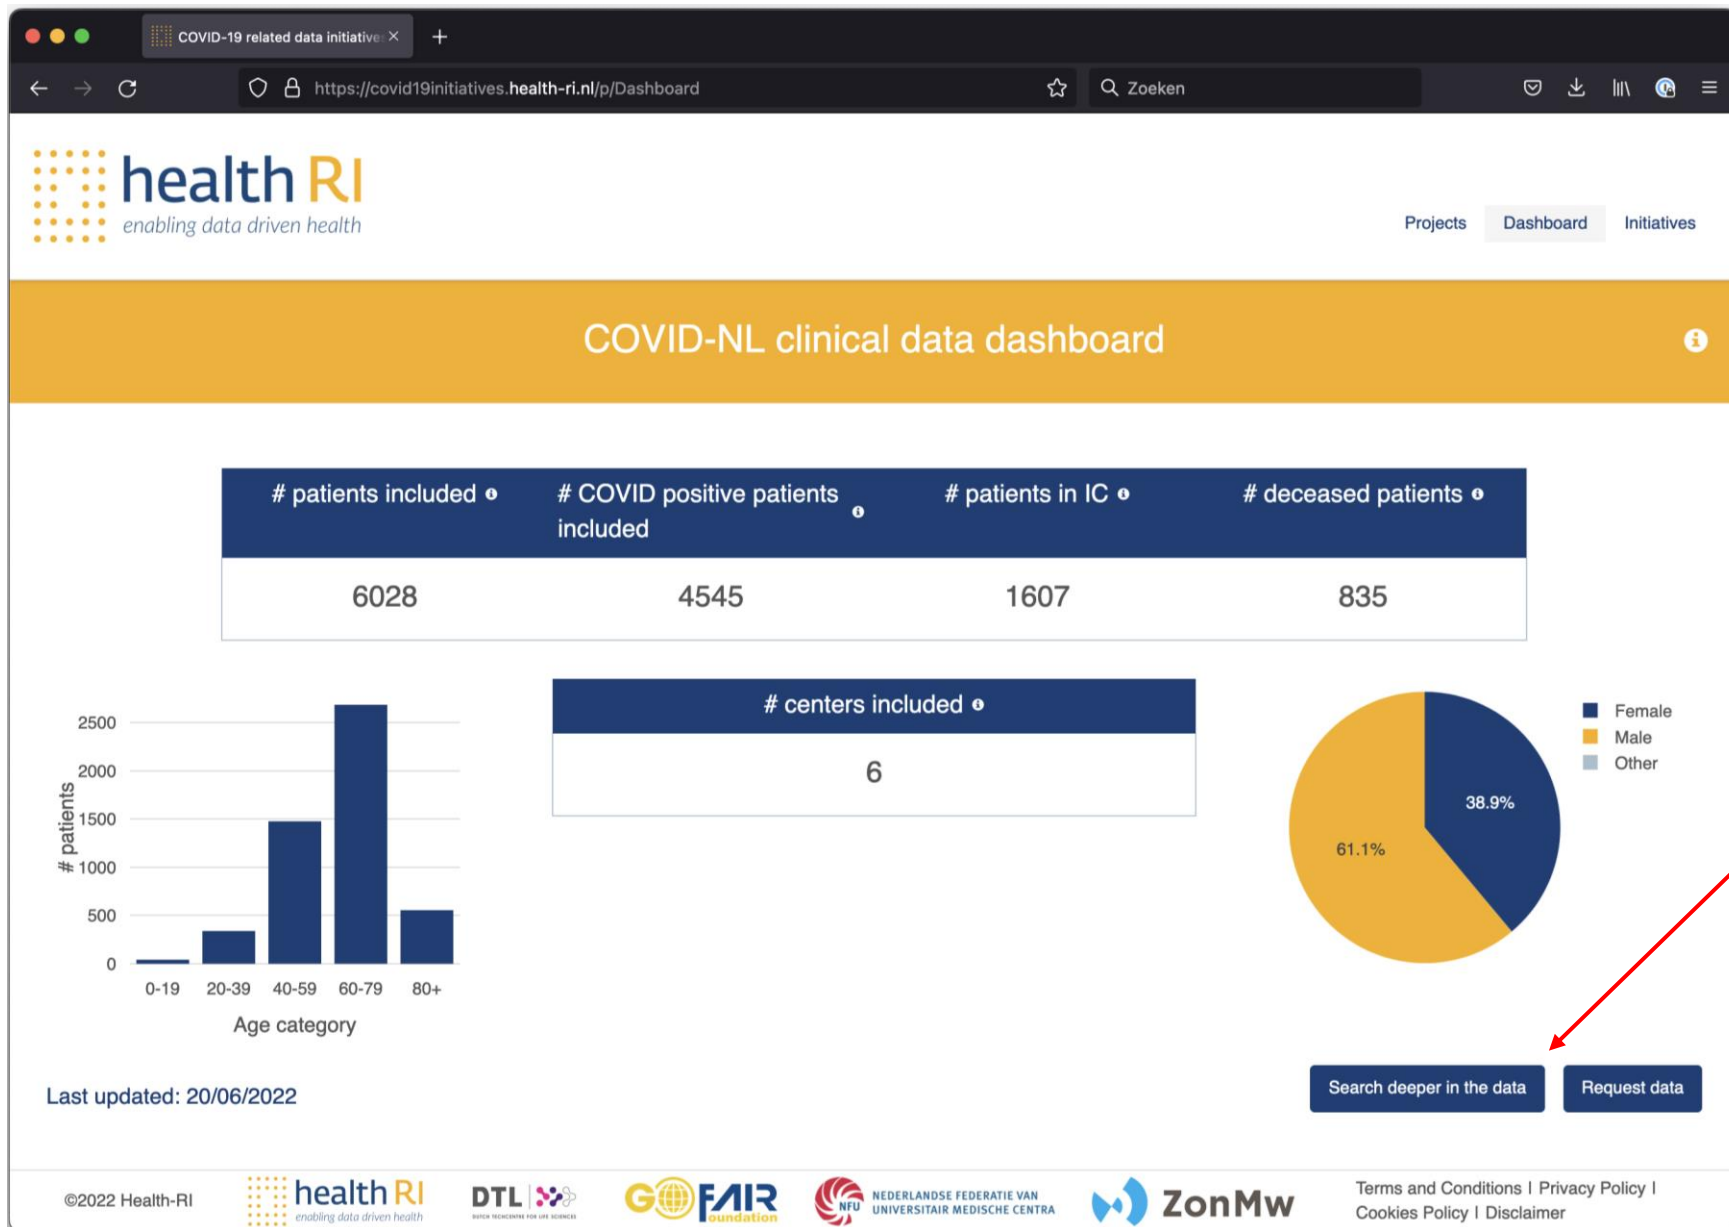 COVID-19 related data initiative
https://covid19initiatives.health-ri.nl/p/Dashboard
Zoeken
health RI
enabling data driven health
Projects Dashboard Initiatives
COVID-NL clinical data dashboard
# patients included
# COVID positive patients
included
# patients in IC
# deceased patients
6028 4545 1607 835
# centers included
6
2500
2000
1500
1000
500
0
# patients
0-19 20-39 40-59 60-79 80+
Age category
38.9%
61.1%
Female
Male
Other
Last updated: 20/06/2022
Search deeper in the data
Request data
©2022 Health-RI
health RI
enabling data driven health
DTL
DUTCH TECHCENTRE FOR LIFE SCIENCES
GO FAIR
foundation
NFU
NEDERLANDSE FEDERATIE VAN
UNIVERSITAIR MEDISCHE CENTRA
ZonMw
Terms and Conditions | Privacy Policy |
Cookies Policy | Disclaimer